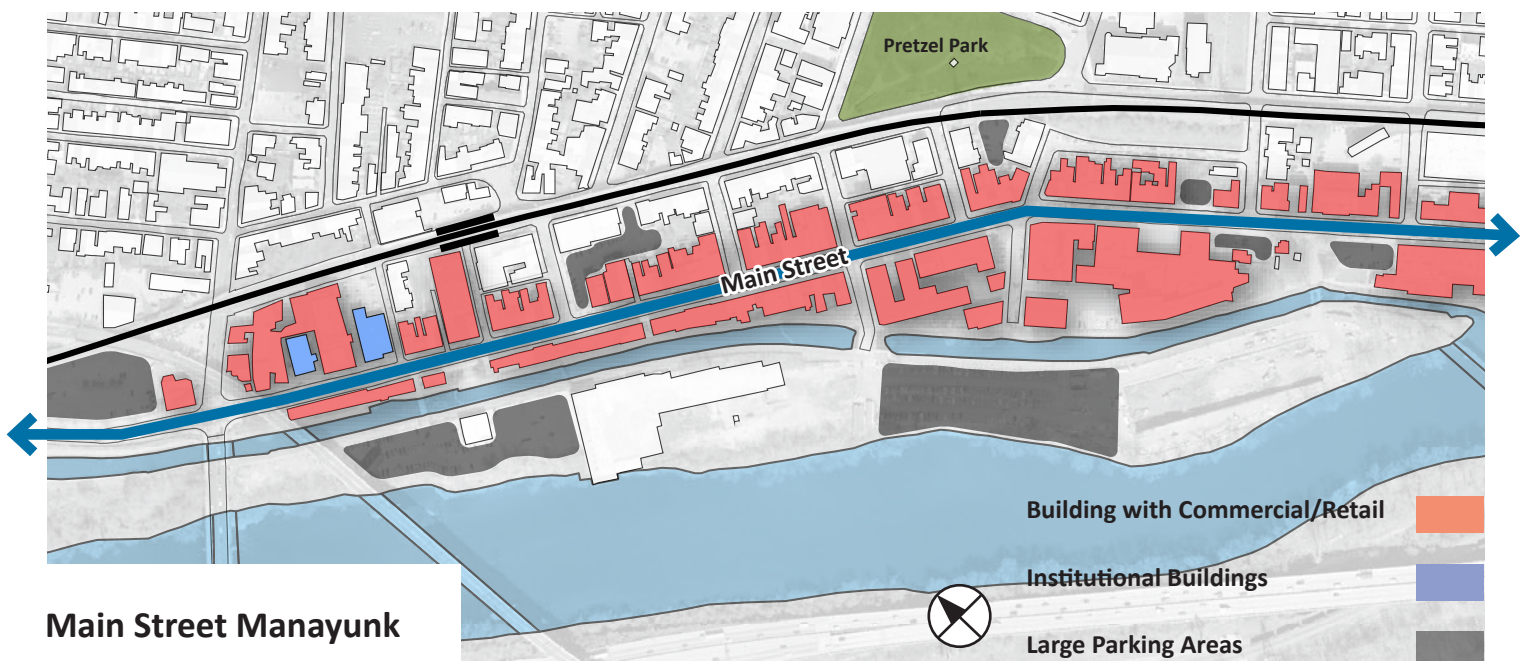 Pretzel Park
Main Street
Building with Commercial/Retail
Institutional Buildings
Large Parking Areas
Main Street Manayunk